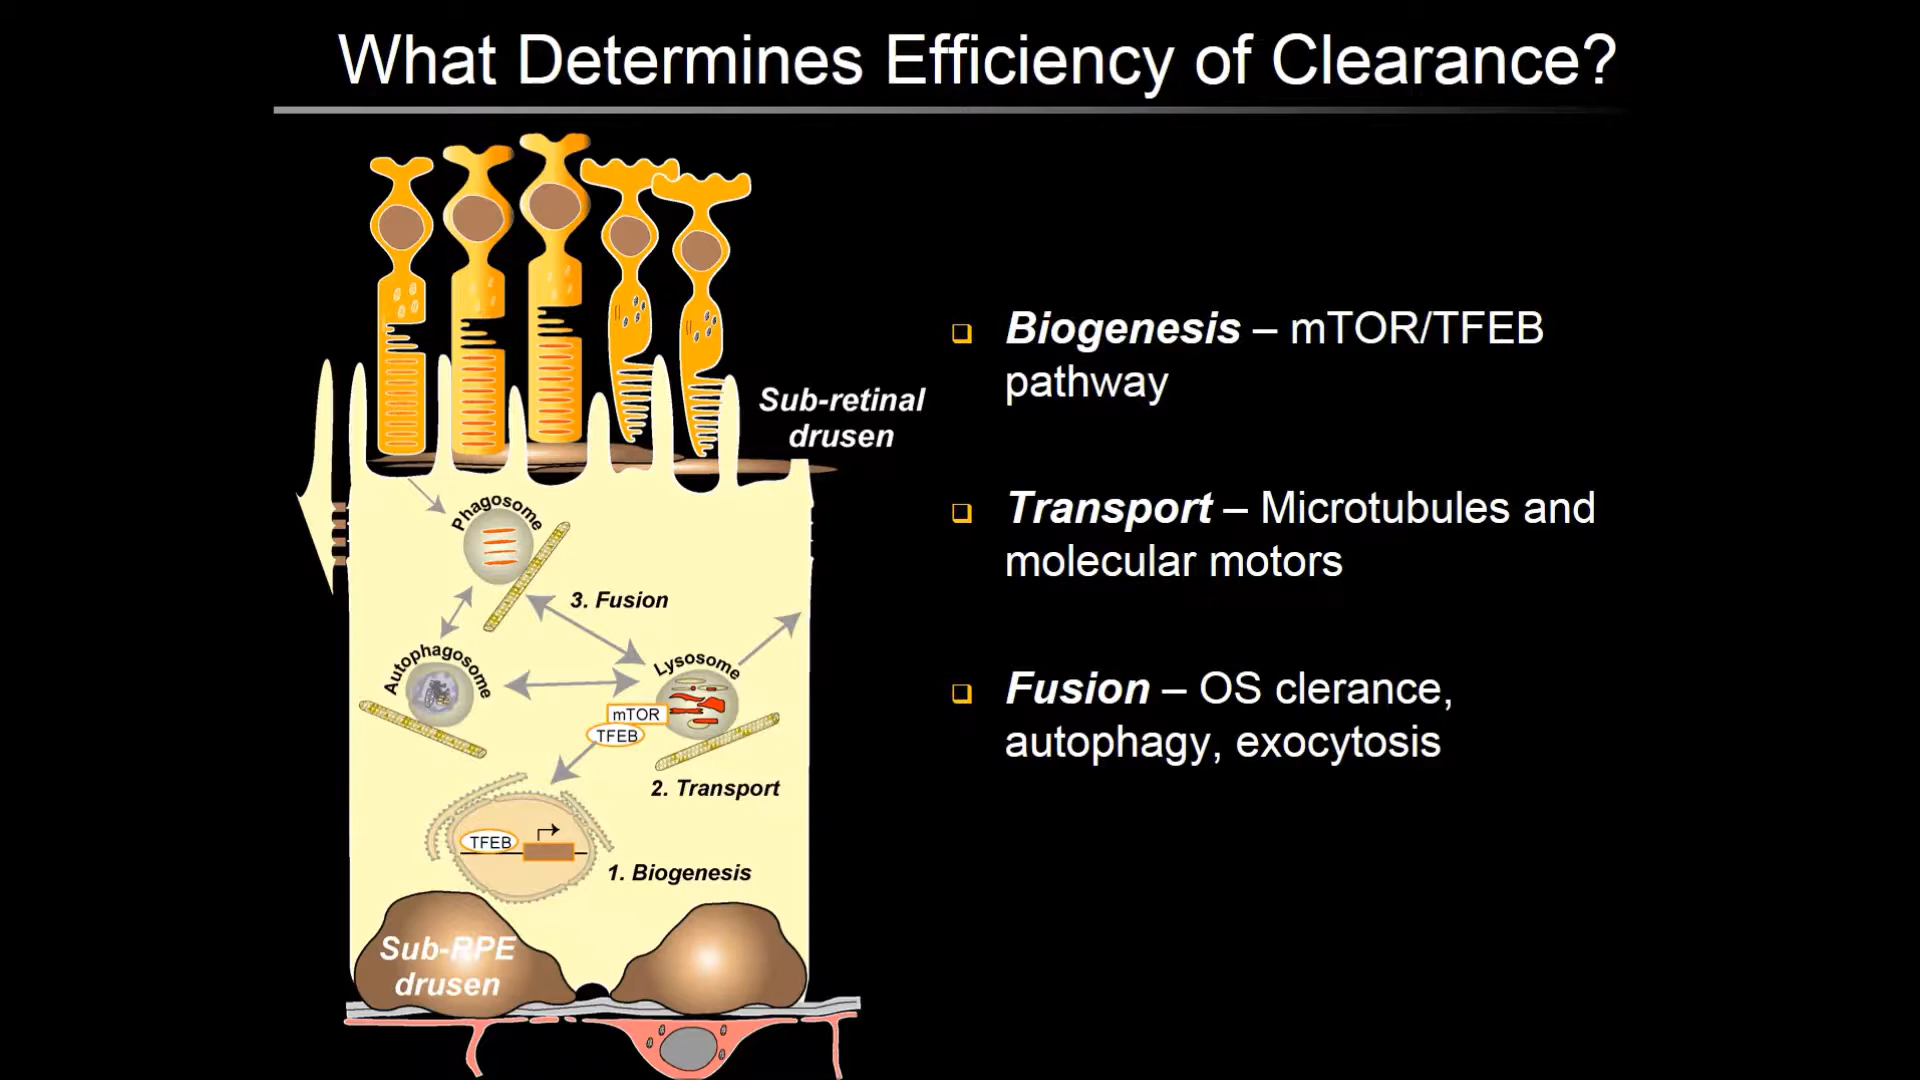 What Determines Efficiency of Clearance?
Sub-retinal
drusen
Phagosome
3. Fusion
Autophagosome
Lysosome
mTOR
TFEB
2. Transport
TFEB
1. Biogenesis
Sub-RPE
drusen
❑ Biogenesis – mTOR/TFEB
pathway
❑ Transport – Microtubules and
molecular motors
❑ Fusion – OS clerance,
autophagy, exocytosis